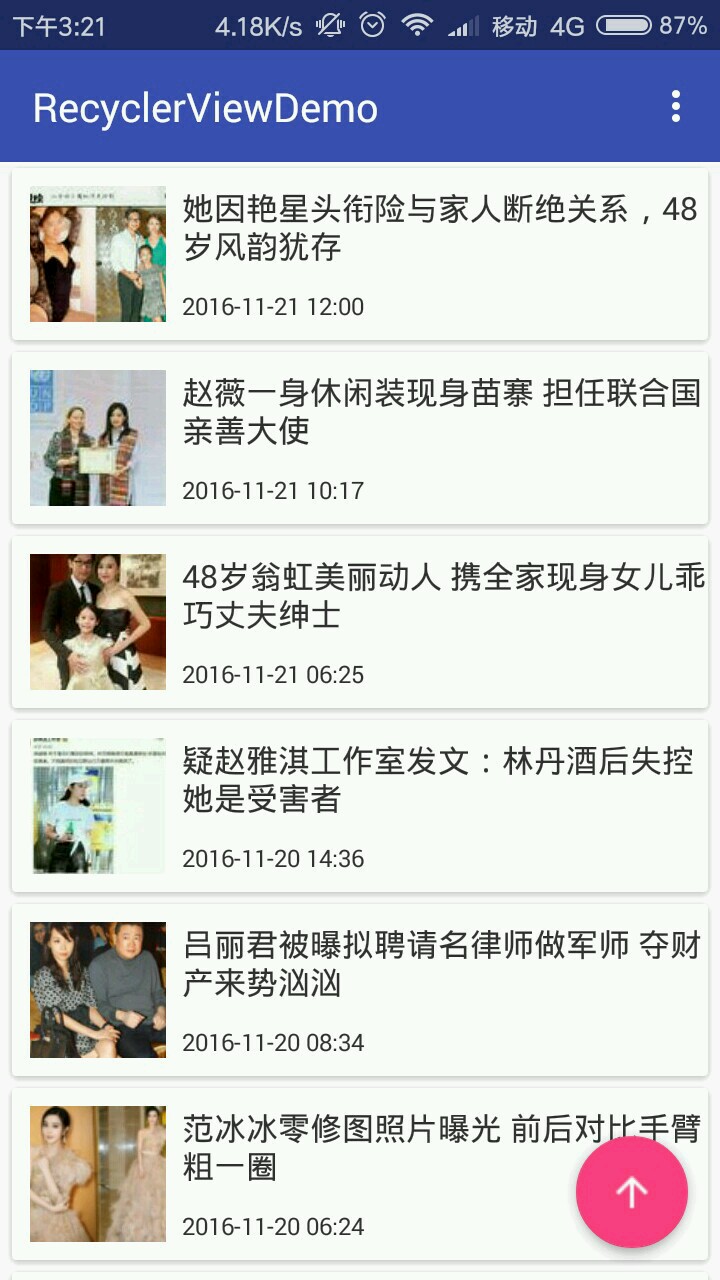 下午3:21 4.18K/s 移动 4G 87%
RecyclerViewDemo
她因艳星头衔险与家人断绝关系，48
岁风韵犹存
2016-11-21 12:00
赵薇一身休闲装现身苗寨 担任联合国
亲善大使
2016-11-21 10:17
48岁翁虹美丽动人 携全家现身女儿乖
巧丈夫绅士
2016-11-21 06:25
疑赵雅淇工作室发文：林丹酒后失控
她是受害者
2016-11-20 14:36
吕丽君被曝拟聘请名律师做军师 夺财
产来势汹汹
2016-11-20 08:34
范冰冰零修图照片曝光 前后对比手臂
粗一圈
2016-11-20 06:24